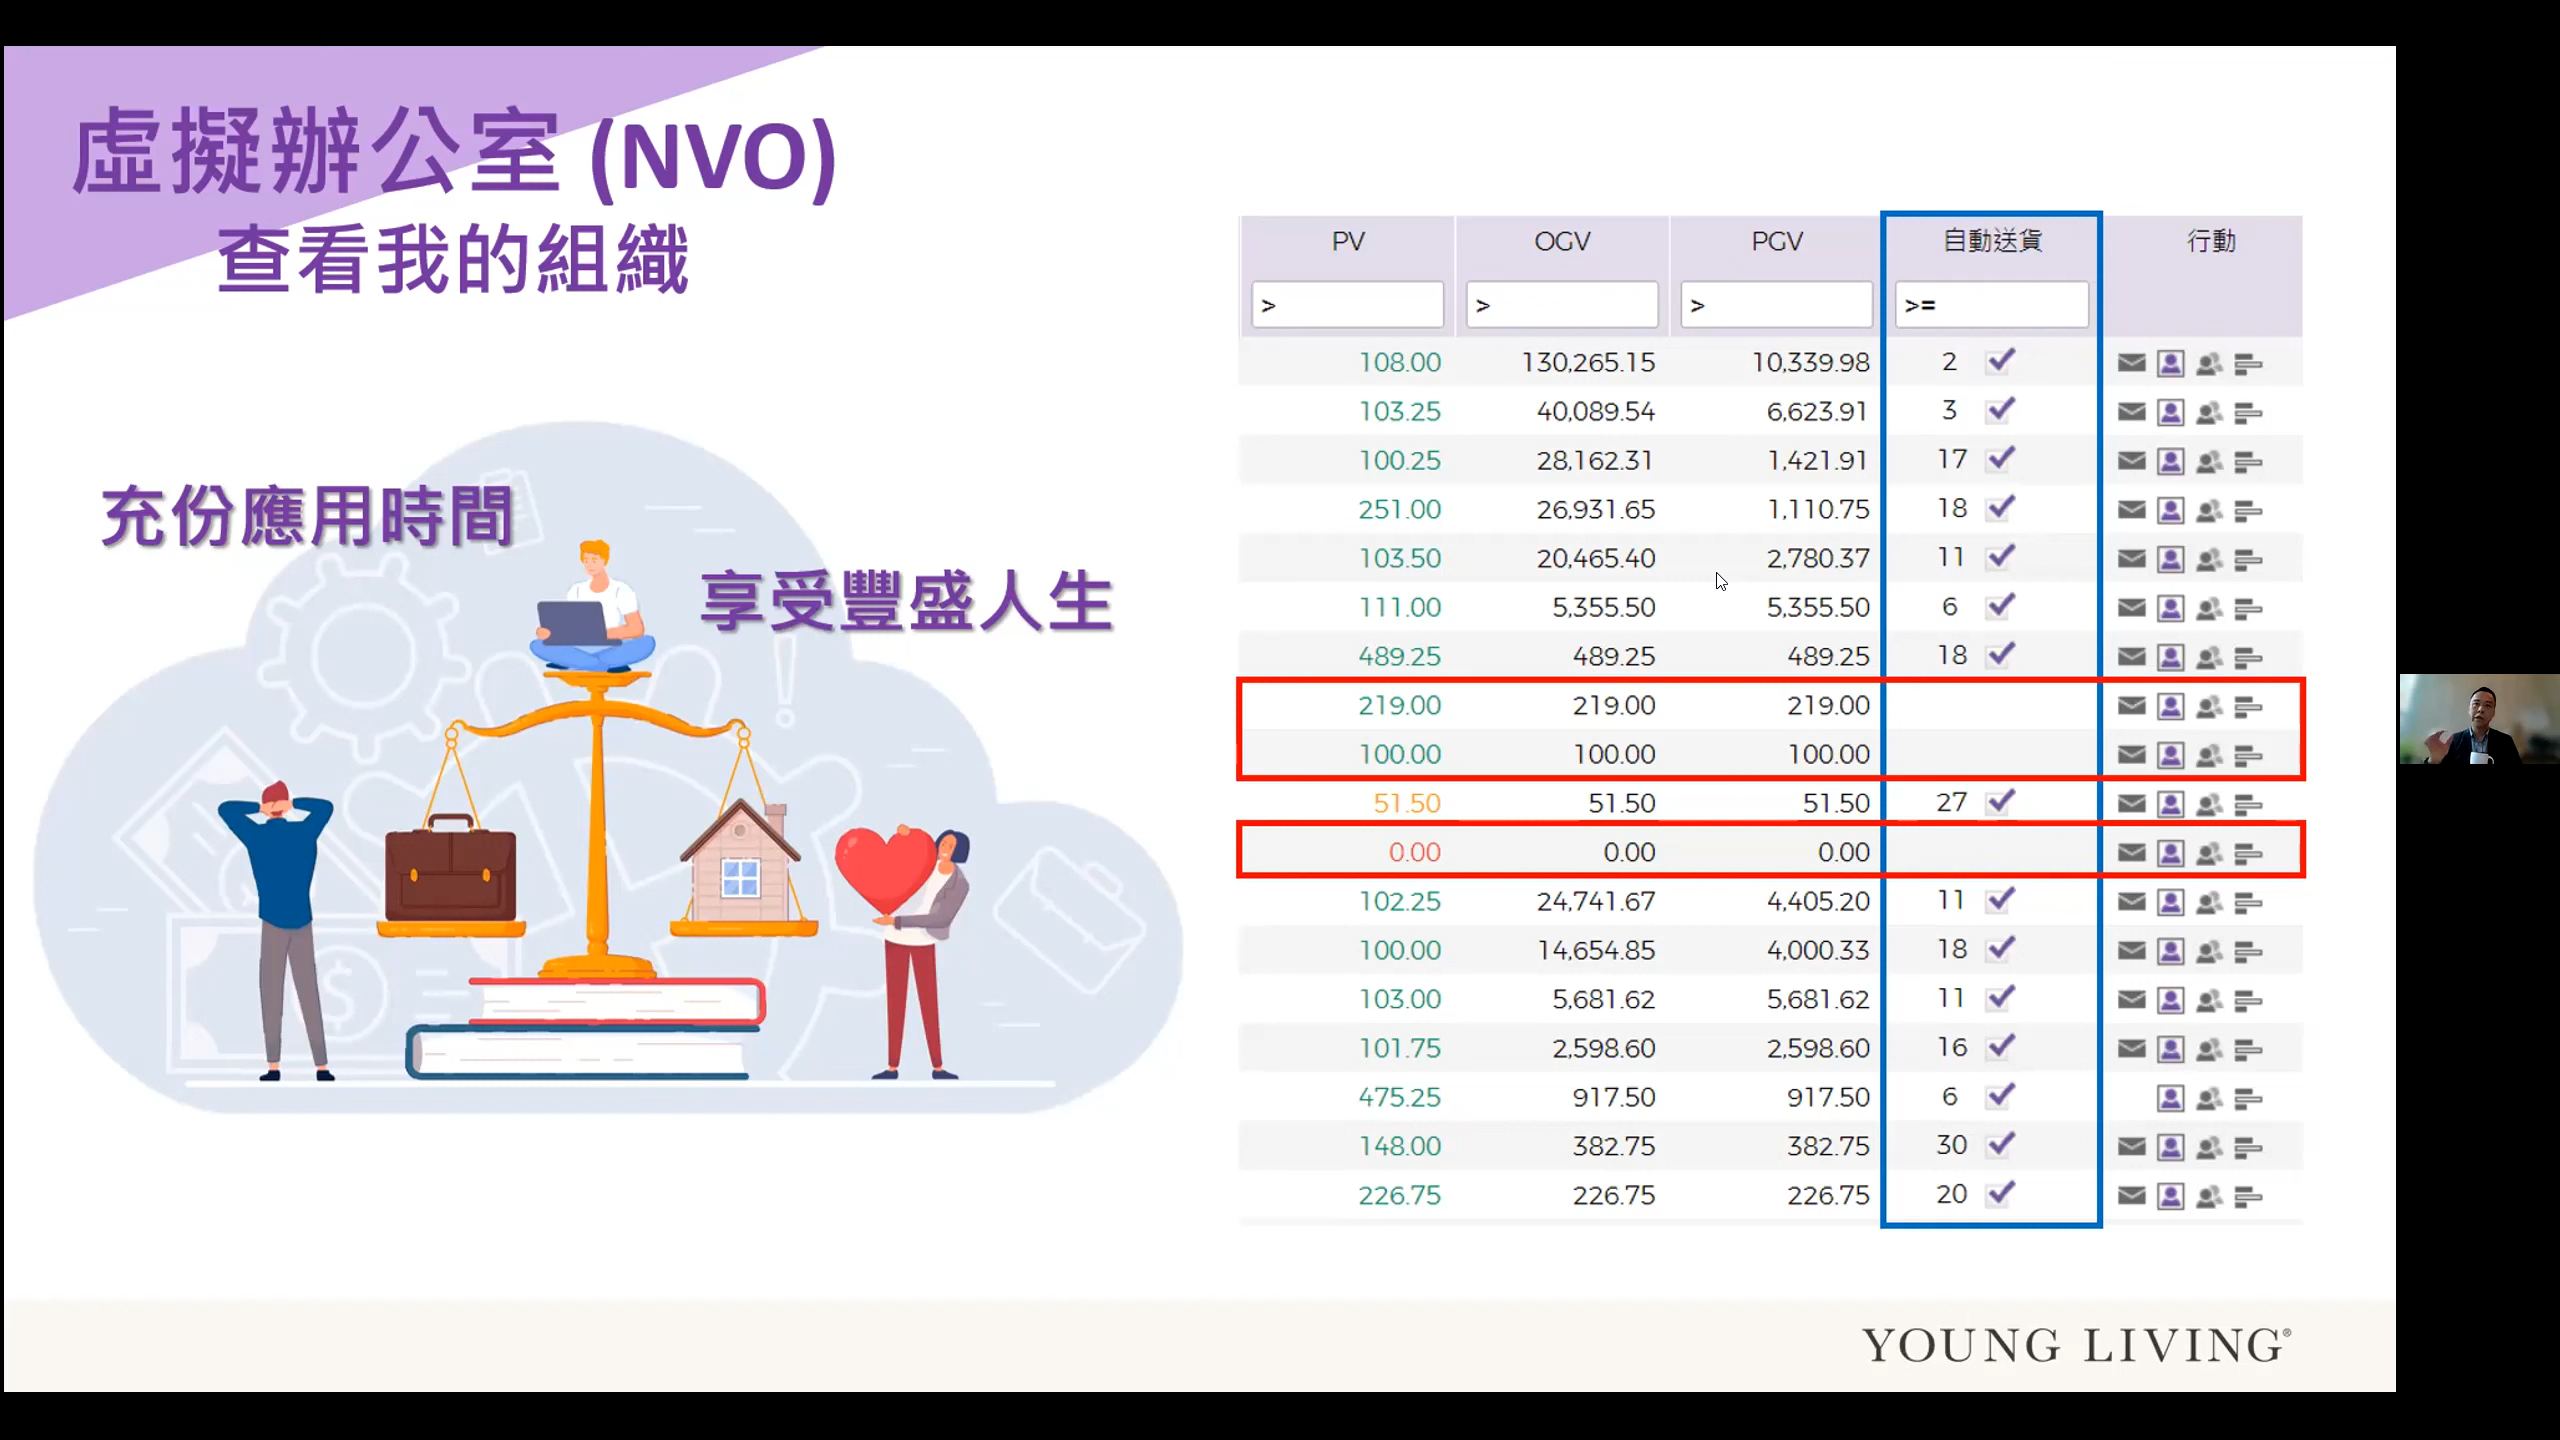 虛擬辦公室 (NVO)
查看我的組織
充份應用時間
享受豐盛人生
PV OGV PGV 自動送貨 行動
> > > >=
108.00 130,265.15 10,339.98 2
103.25 40,089.54 6,623.91 3
100.25 28,162.31 1,421.91 17
251.00 26,931.65 1,110.75 18
103.50 20,465.40 2,780.37 11
111.00 5,355.50 5,355.50 6
489.25 489.25 489.25 18
219.00 219.00 219.00
100.00 100.00 100.00
51.50 51.50 51.50 27
0.00 0.00 0.00
102.25 24,741.67 4,405.20 11
100.00 14,654.85 4,000.33 18
103.00 5,681.62 5,681.62 11
101.75 2,598.60 2,598.60 16
475.25 917.50 917.50 6
148.00 382.75 382.75 30
226.75 226.75 226.75 20
YOUNG LIVING®